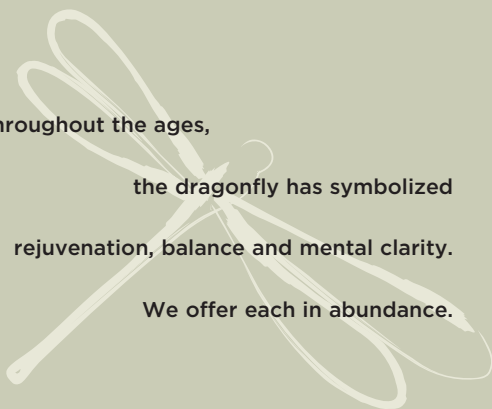 hroughout the ages,
the dragonfly has symbolized
rejuvenation, balance and mental clarity.
We offer each in abundance.